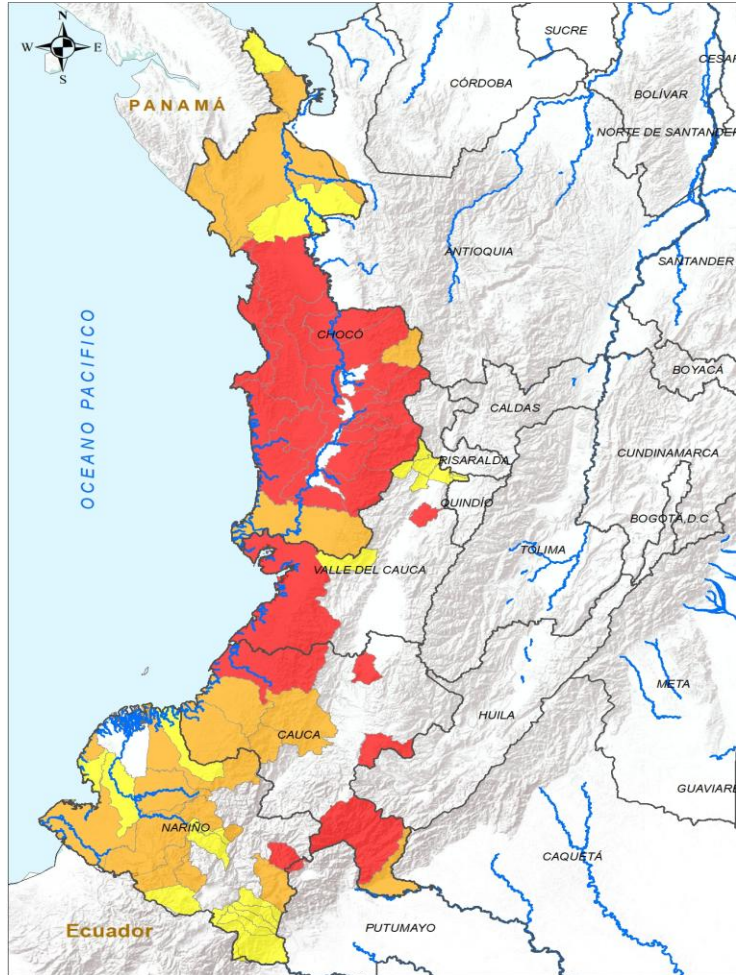 N
W E
S
SUCRE
CESAR
CÓRDOBA
BOLÍVAR
PANAMÁ
NORTE DE SANTANDER
ANTIOQUIA
SANTANDER
OCEANO PACIFICO
CHOCÓ
BOYACÁ
CALDAS
RISARALDA
CUNDINAMARCA
QUINDÍO
BOGOTÁ,D.C
TOLIMA
VALLE DEL CAUCA
META
HUILA
CAUCA
GUAVIARE
NARIÑO
CAQUETÁ
Ecuador
PUTUMAYO